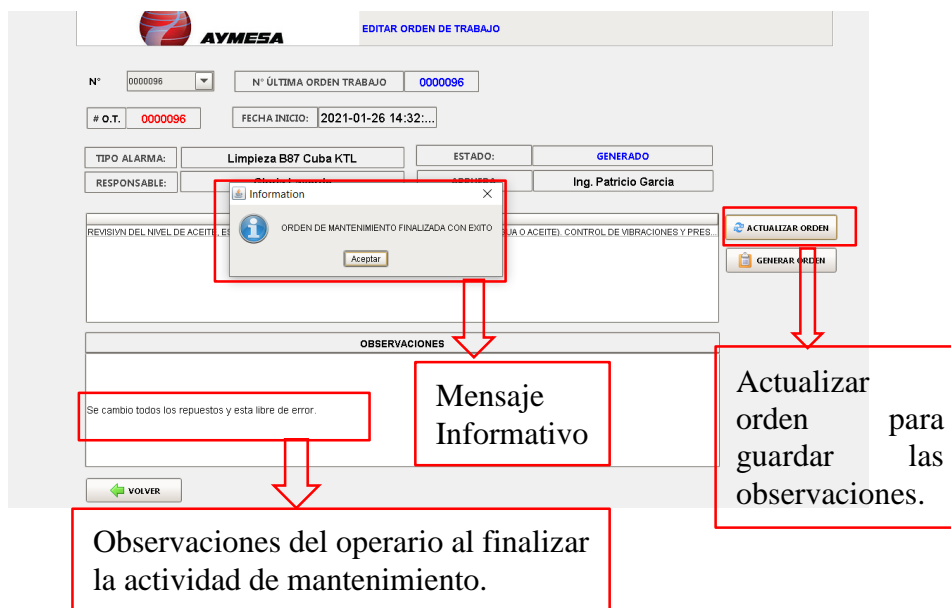 AYMESA
EDITAR ORDEN DE TRABAJO
N° 0000096 N° ÚLTIMA ORDEN TRABAJO 0000096
# O.T. 0000096 FECHA INICIO: 2021-01-26 14:32:...
TIPO ALARMA: Limpieza B87 Cuba KTL ESTADO: GENERADO
RESPONSABLE: Ing. Patricio Garcia
Information
ORDEN DE MANTENIMIENTO FINALIZADA CON EXITO
Aceptar
REVISIVN DEL NIVEL DE ACEITE, O ACEITE). CONTROL DE VIBRACIONES Y PRES...
ACTUALIZAR ORDEN
GENERAR ORDEN
OBSERVACIONES
Se cambio todos los repuestos y esta libre de error.
VOLVER
Mensaje
Informativo
Actualizar
orden para
guardar las
observaciones.
Observaciones del operario al finalizar
la actividad de mantenimiento.